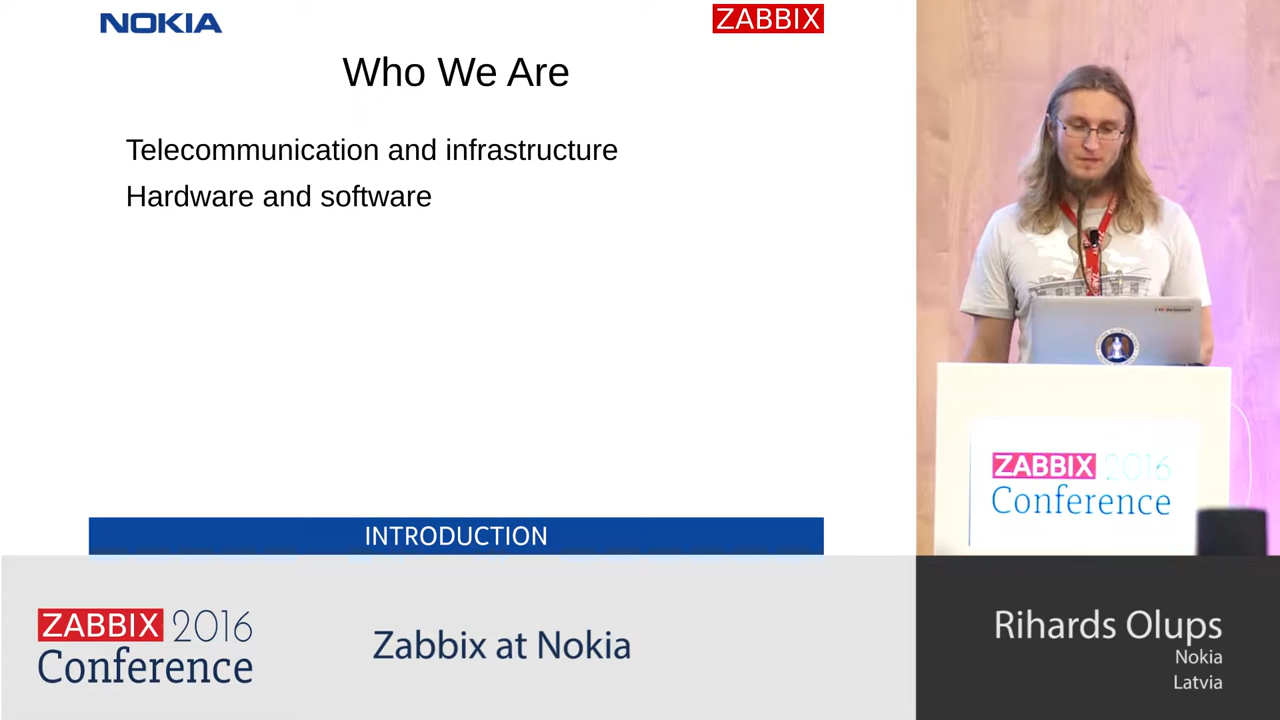 NOKIA
ZABBIX
Who We Are
Telecommunication and infrastructure
Hardware and software
INTRODUCTION
ZABBIX 2016
Conference
ZABBIX 2016
Conference
Zabbix at Nokia
Rihards Olups
Nokia
Latvia